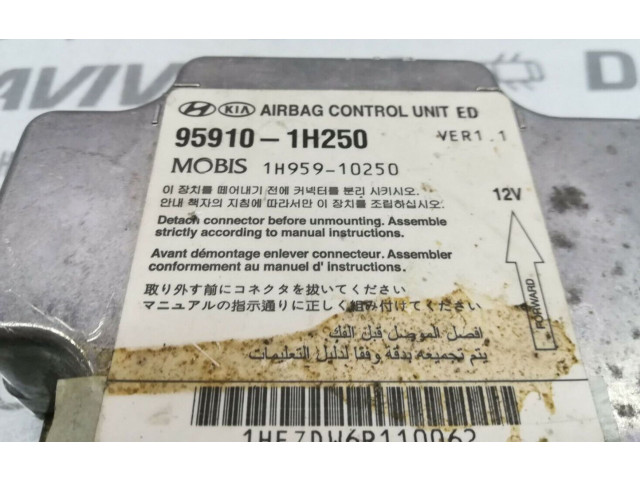 HYUNDAI KIA AIRBAG CONTROL UNIT ED
95910-1H250 VER1.1
MOBIS 1H959-10250
이 장치를 떼어내기 전에 커넥터를 분리 시키시오.
안내 책자의 지침에 따라서만 이 장치를 조립하십시오.
12V
Detach connector before unmounting. Assemble
strictly according to manual instructions.
Avant démontage enlever connecteur. Assembler
conformement au manuel d' instructions.
FORWARD
取り外す前にコネクタを抜いてください
マニュアルの指示通りに正しく組み付けてください
افصل الموصل قبل الفك
يتم تجميعه بدقه وفقا لدليل التعليمات